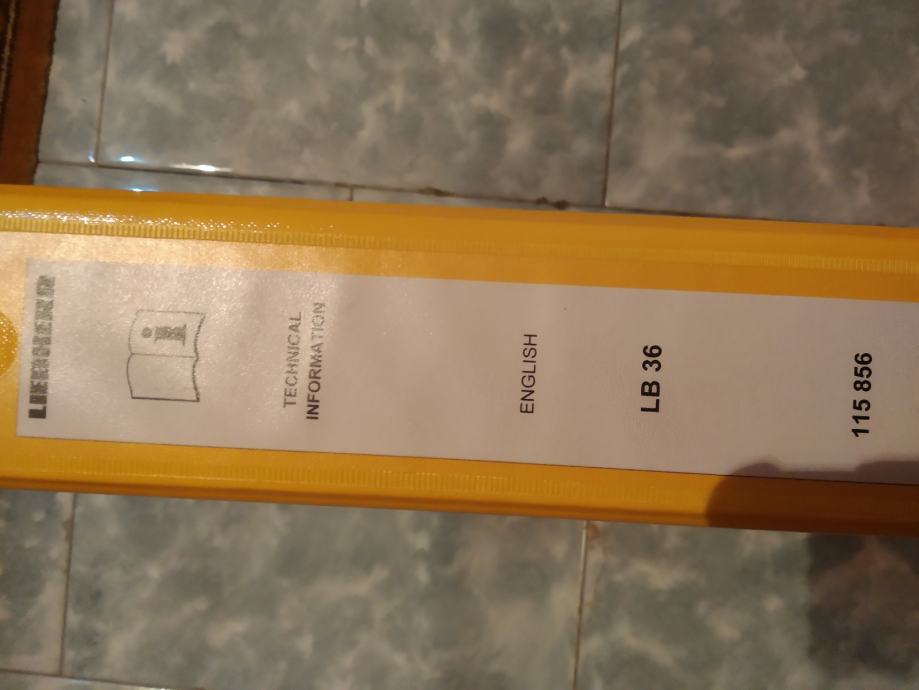 LIEBHERR
i
TECHNICAL
INFORMATION
ENGLISH
LB 36
115 856